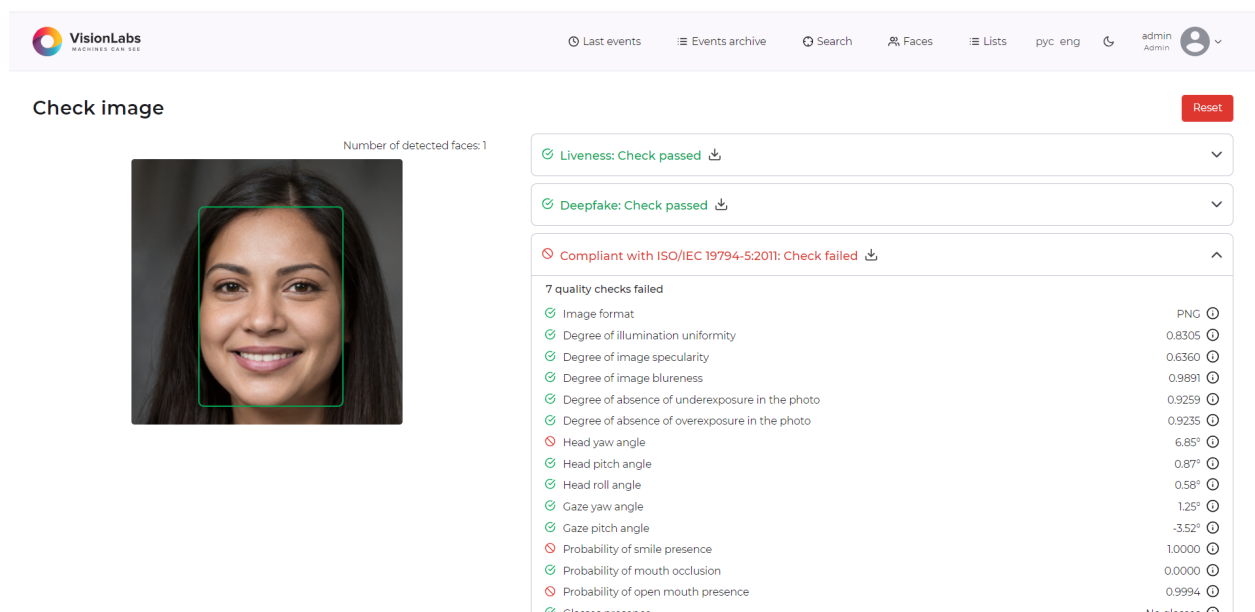 VisionLabs
MACHINES CAN SEE
Last events
Events archive
Search
Faces
Lists
рус eng
admin
Admin
Check image
Reset
Number of detected faces: 1
Liveness: Check passed
Deepfake: Check passed
Compliant with ISO/IEC 19794-5:2011: Check failed
7 quality checks failed
Image format PNG
Degree of illumination uniformity 0.8305
Degree of image specularity 0.6360
Degree of image blureness 0.9891
Degree of absence of underexposure in the photo 0.9259
Degree of absence of overexposure in the photo 0.9235
Head yaw angle 6.85°
Head pitch angle 0.87°
Head roll angle 0.58°
Gaze yaw angle 1.25°
Gaze pitch angle -3.52°
Probability of smile presence 1.0000
Probability of mouth occlusion 0.0000
Probability of open mouth presence 0.9994
Glasses presence No glasses